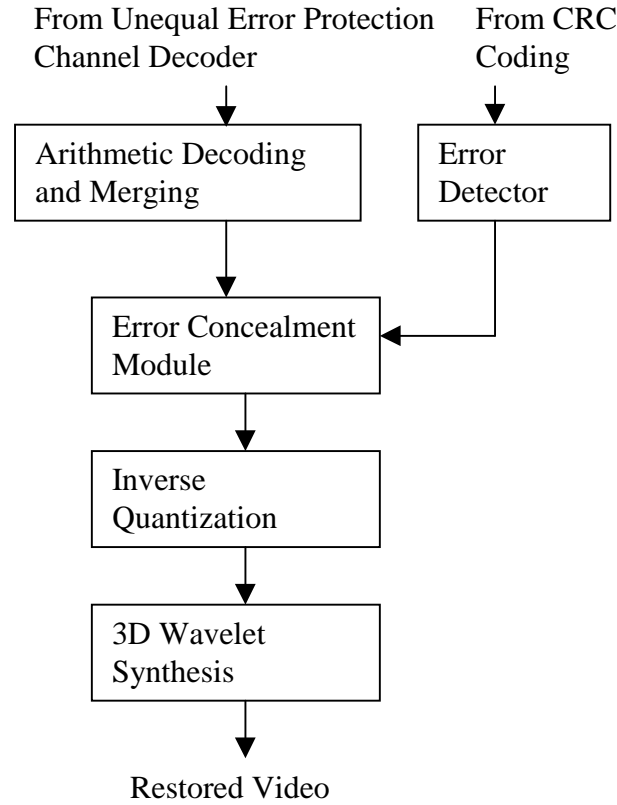 From Unequal Error Protection
Channel Decoder
From CRC
Coding
Arithmetic Decoding
and Merging
Error
Detector
Error Concealment
Module
Inverse
Quantization
3D Wavelet
Synthesis
Restored Video